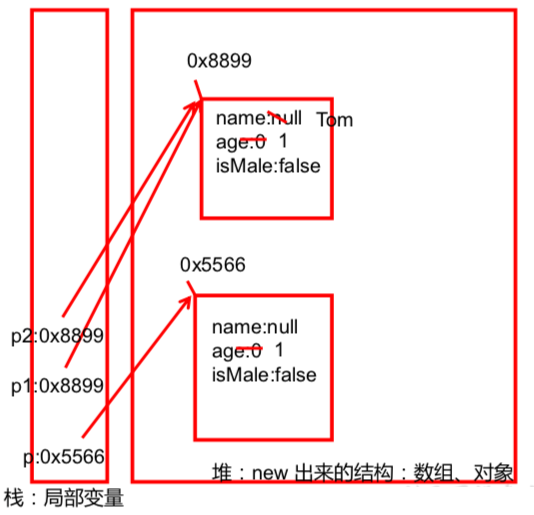 0x8899
name:null Tom
age:0 1
isMale:false
0x5566
name:null
age:0 1
isMale:false
p2:0x8899
p1:0x8899
p:0x5566
堆：new 出来的结构：数组、对象
栈：局部变量